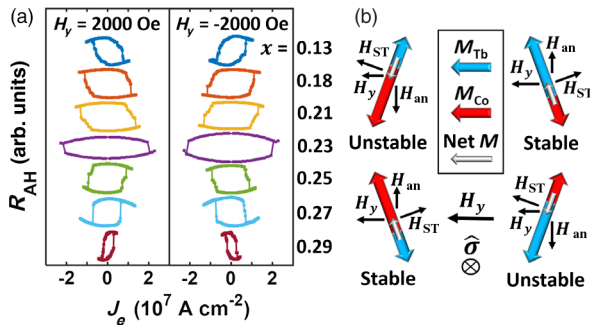 (a)
H_y = 2000 Oe
H_y = -2000 Oe
x = 0.13
0.18
0.21
0.23
0.25
0.27
0.29
R_AH (arb. units)
-2 0 2 -2 0 2
J_e (10^7 A cm^-2)
(b)
H_ST
H_y
H_an
Unstable
M_Tb
M_Co
Net M
H_an
H_y
H_ST
Stable
H_an
H_y
H_ST
Stable
H_y
σ̂
H_ST
H_y
H_an
Unstable